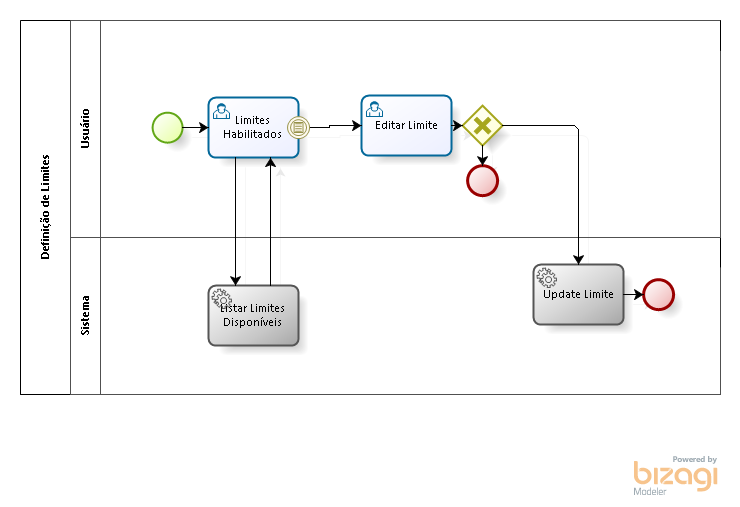 Definição de Limites
Usuário
Limites
Habilitados
Editar Limite
Sistema
Listar Limites
Disponíveis
Update Limite
Powered by
bizagi
Modeler